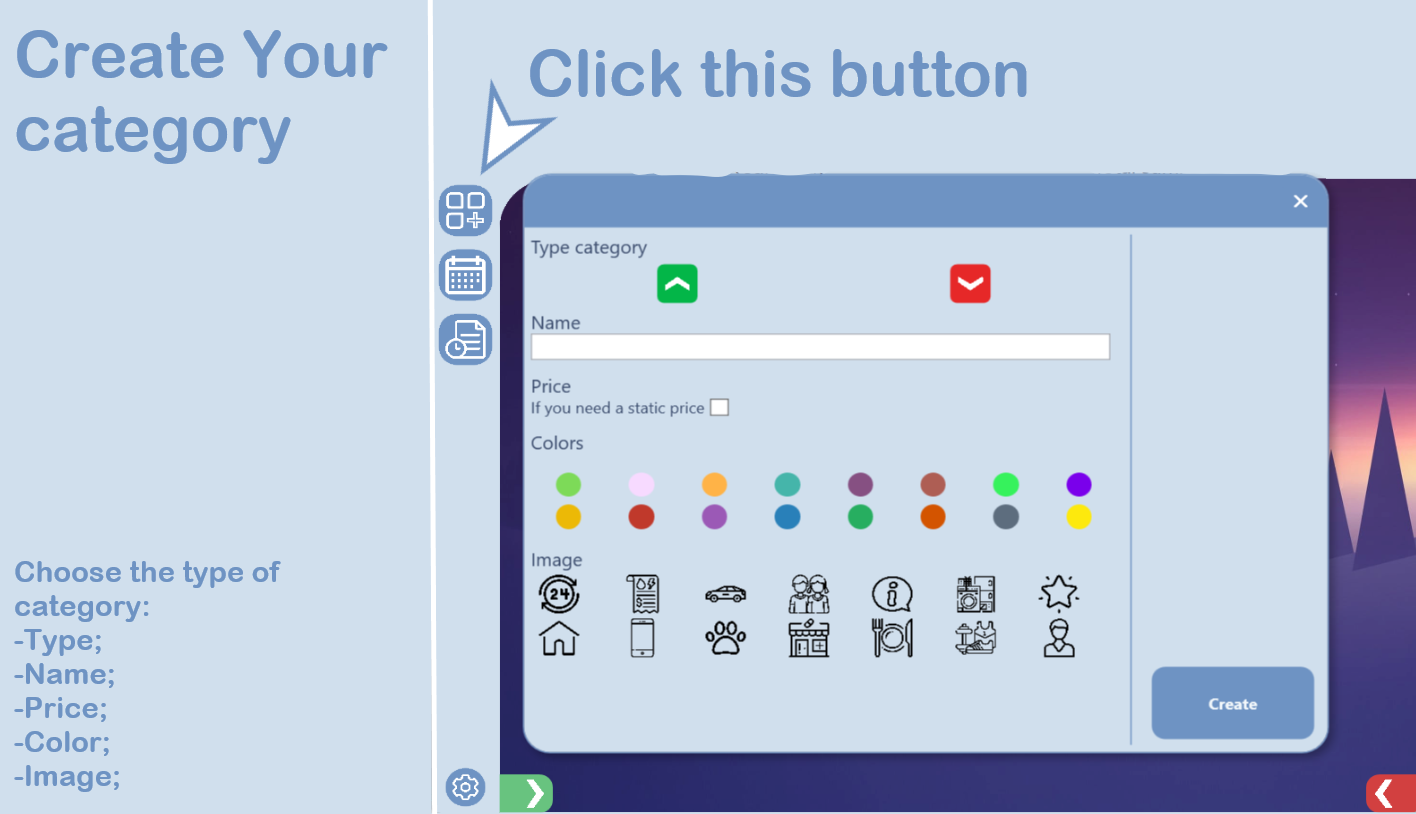 Create Your
category
Click this button
Type category
Name
Price
If you need a static price
Colors
Image
24
Create
Choose the type of
category:
-Type;
-Name;
-Price;
-Color;
-Image;